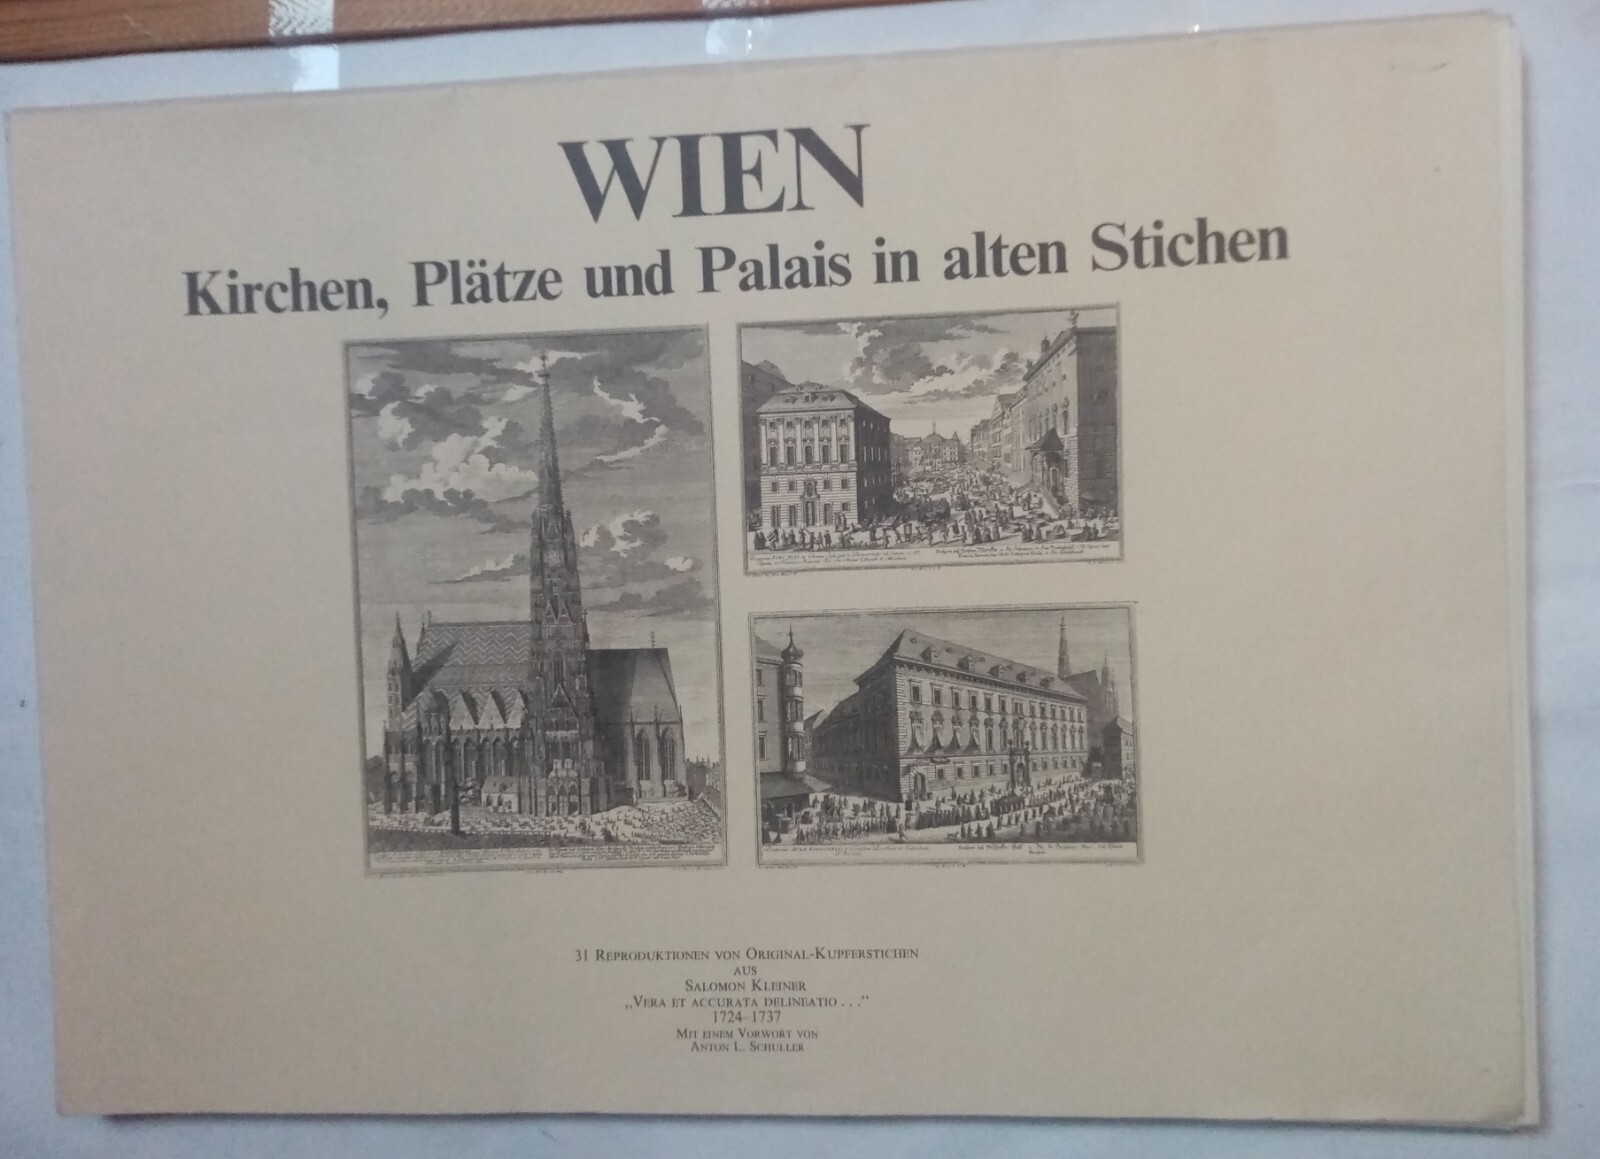 WIEN
Kirchen, Plätze und Palais in alten Stichen
31 Reproduktionen von Original-Kupferstichen
aus
Salomon Kleiner
„Vera et accurata delineatio . . .“
1724–1737
Mit einem Vorwort von
Anton L. Schuller